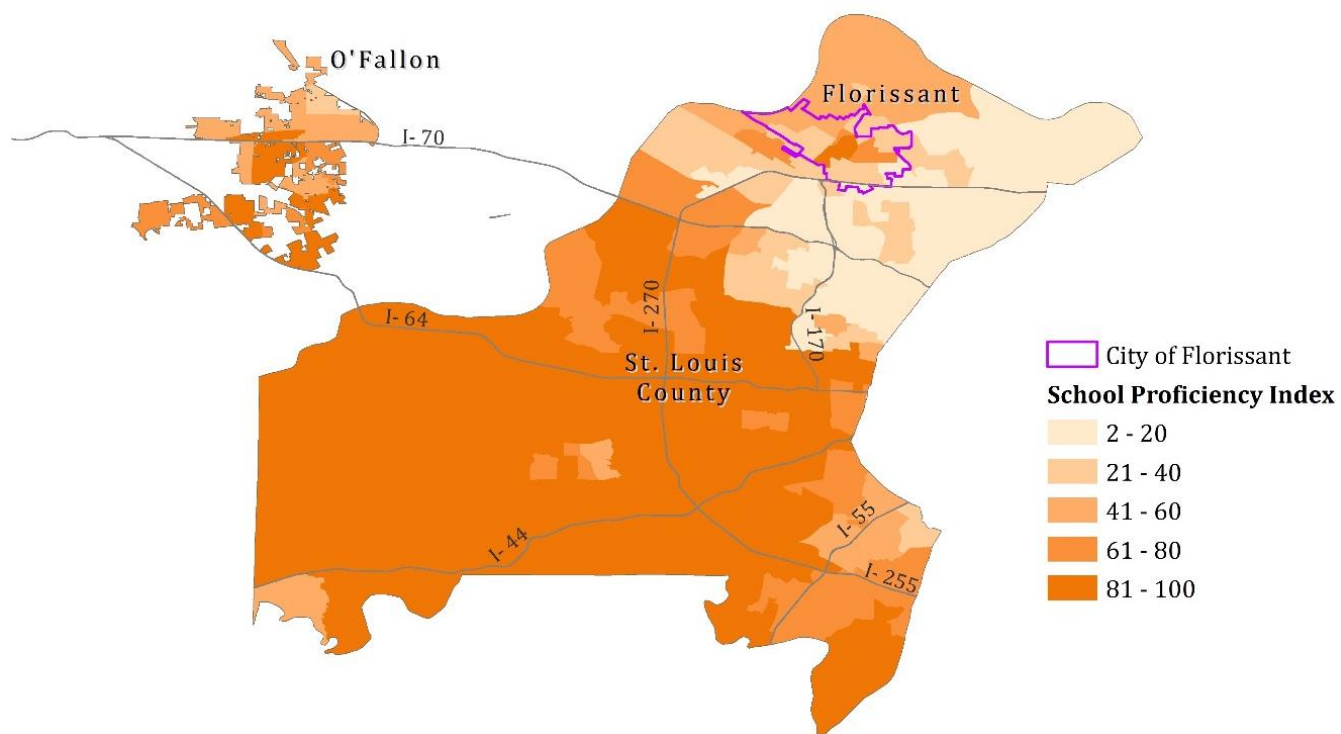 O'Fallon
Florissant
I- 70
I- 270
I- 64
I- 170
St. Louis
County
City of Florissant
School Proficiency Index
2 - 20
21 - 40
41 - 60
61 - 80
81 - 100
I- 55
I- 44
I- 255